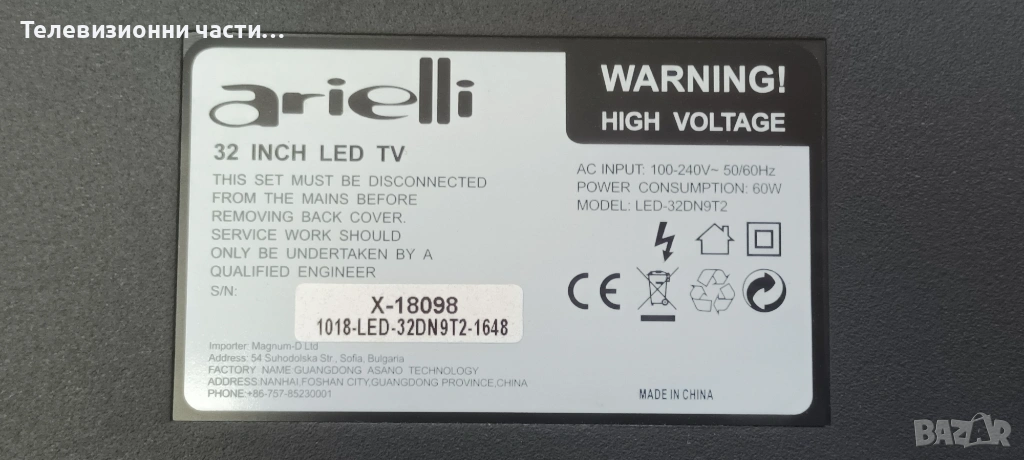 Телевизионни части...
arielli
WARNING!
HIGH VOLTAGE
32 INCH LED TV
THIS SET MUST BE DISCONNECTED
FROM THE MAINS BEFORE
REMOVING BACK COVER.
SERVICE WORK SHOULD
ONLY BE UNDERTAKEN BY A
QUALIFIED ENGINEER
S/N:
X-18098
1018-LED-32DN9T2-1648
AC INPUT: 100-240V~ 50/60Hz
POWER CONSUMPTION: 60W
MODEL: LED-32DN9T2
CE
Importer: Magnum-D Ltd
Address: 54 Suhodolska Str., Sofia, Bulgaria
FACTORY NAME:GUANGDONG ASANO TECHNOLOGY
ADDRESS:NANHAI,FOSHAN CITY,GUANGDONG PROVINCE,CHINA
PHONE:+86-757-85230001
MADE IN CHINA
BAZAR